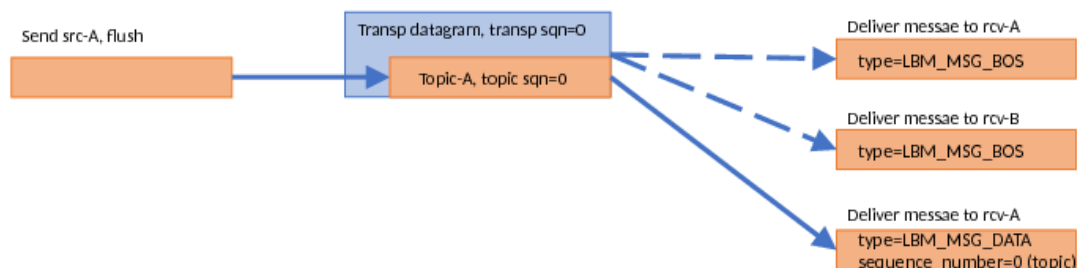 Send src-A, flush
Transp datagram, transp sqn=0
Topic-A, topic sqn=0
Deliver messae to rcv-A
type=LBM_MSG_BOS
Deliver messae to rcv-B
type=LBM_MSG_BOS
Deliver messae to rcv-A
type=LBM_MSG_DATA
sequence_number=0 (topic)